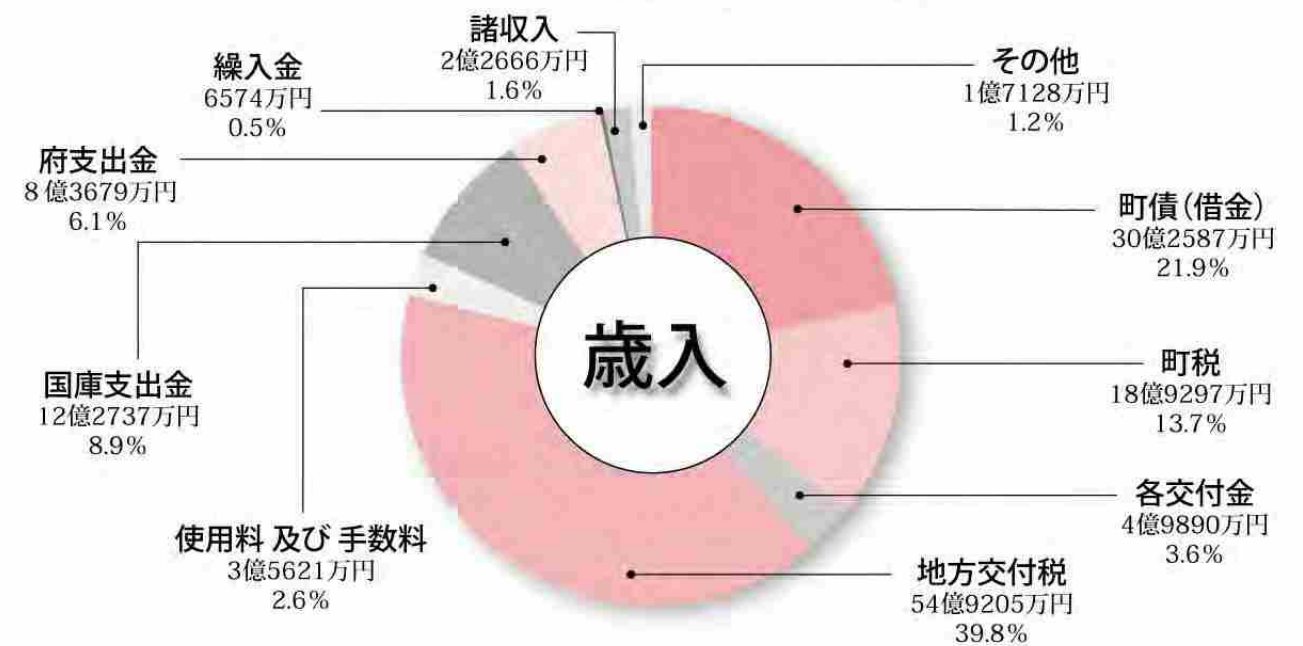 諸収入
2億2666万円
1.6%
繰入金
6574万円
0.5%
その他
1億7128万円
1.2%
府支出金
8億3679万円
6.1%
町債(借金)
30億2587万円
21.9%
歳入
町税
18億9297万円
13.7%
国庫支出金
12億2737万円
8.9%
各交付金
4億9890万円
3.6%
使用料 及び 手数料
3億5621万円
2.6%
地方交付税
54億9205万円
39.8%